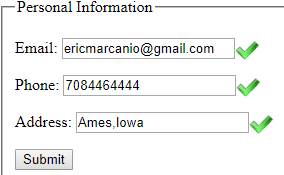 Personal Information
Email: ericmarcanio@gmail.com
Phone: 7084464444
Address: Ames,Iowa
Submit